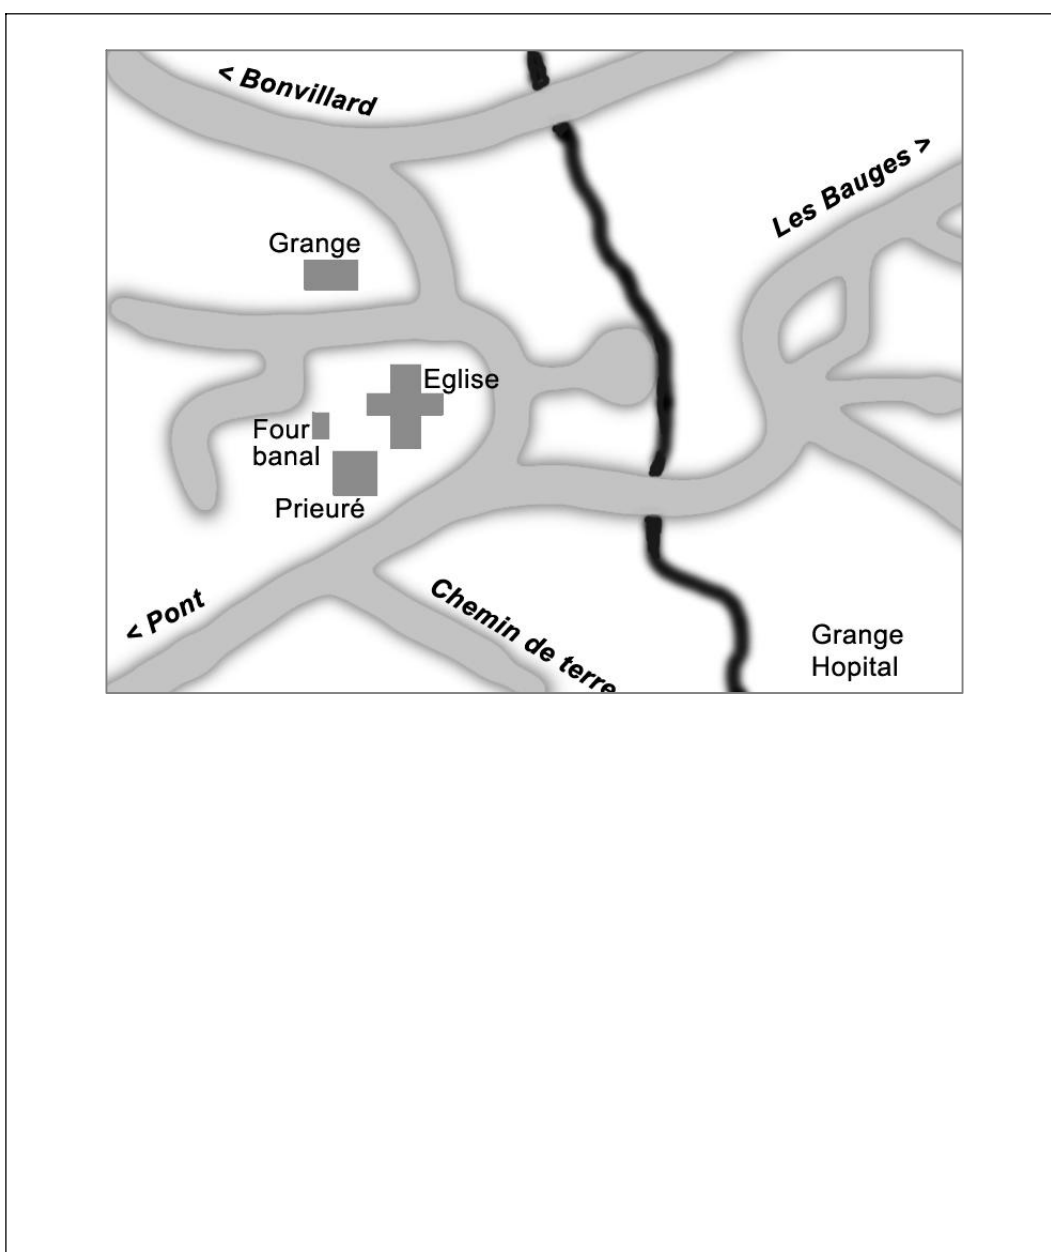 < Bonvillard
Les Bauges >
Grange
Eglise
Four
banal
Prieuré
< Pont
Chemin de terre
Grange
Hopital